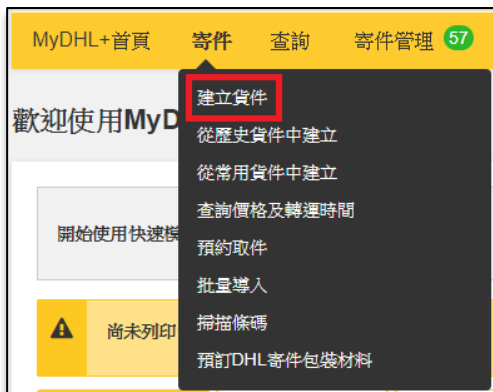 MyDHL+首頁 寄件 查詢 寄件管理 57
建立貨件
歡迎使用MyD
從歷史貨件中建立
從常用貨件中建立
查詢價格及轉運時間
開始使用快速模
預約取件
批量導入
掃描條碼
尚未列印
預訂DHL寄件包裝材料